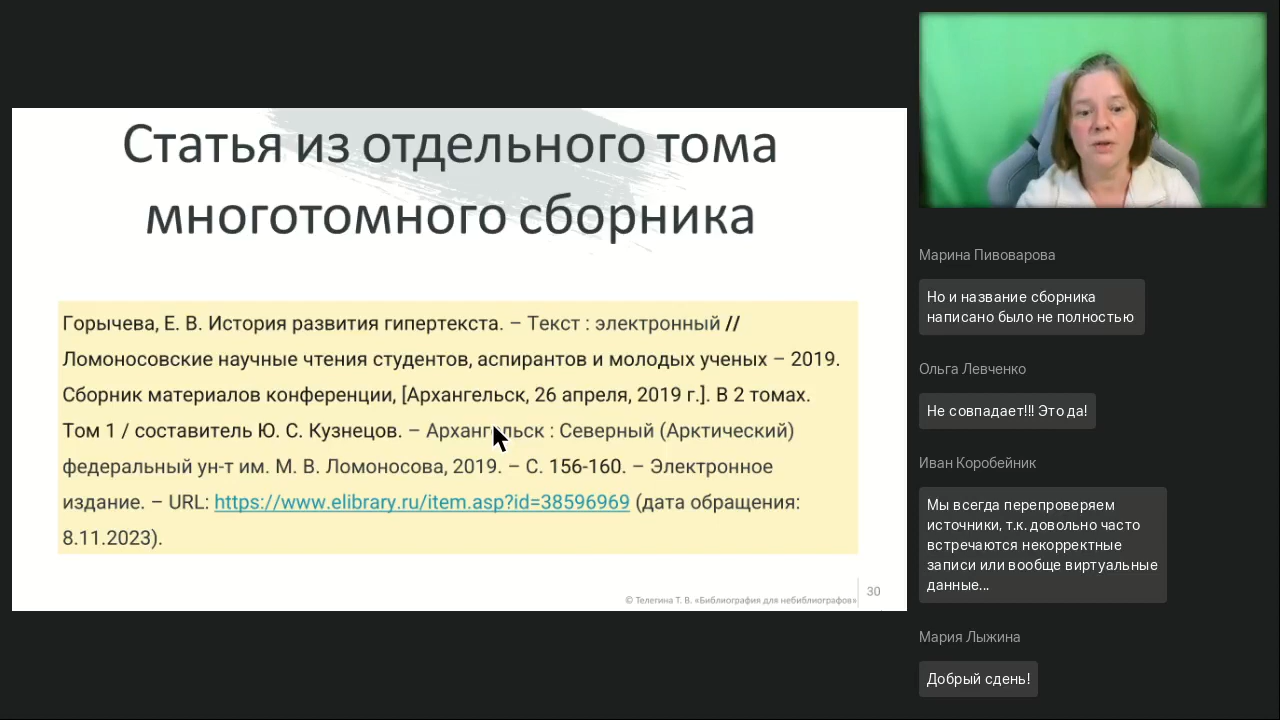 Статья из отдельного тома
многотомного сборника
Горычева, Е. В. История развития гипертекста. – Текст : электронный //
Ломоносовские научные чтения студентов, аспирантов и молодых ученых – 2019.
Сборник материалов конференции, [Архангельск, 26 апреля, 2019 г.]. В 2 томах.
Том 1 / составитель Ю. С. Кузнецов. – Архангельск : Северный (Арктический)
федеральный ун-т им. М. В. Ломоносова, 2019. – С. 156-160. – Электронное
издание. – URL: https://www.elibrary.ru/item.asp?id=38596969 (дата обращения:
8.11.2023).
© Телегина Т. В. «Библиография для небиблиографов»
30
Марина Пивоварова
Но и название сборника
написано было не полностью
Ольга Левченко
Не совпадает!!! Это да!
Иван Коробейник
Мы всегда перепроверяем
источники, т.к. довольно часто
встречаются некорректные
записи или вообще виртуальные
данные...
Мария Лыжина
Добрый сдень!